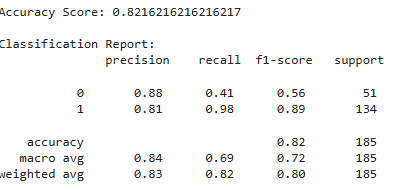 Accuracy Score: 0.8216216216216217
Classification Report:
precision recall f1-score support
0 0.88 0.41 0.56 51
1 0.81 0.98 0.89 134
accuracy 0.82 185
macro avg 0.84 0.69 0.72 185
weighted avg 0.83 0.82 0.80 185